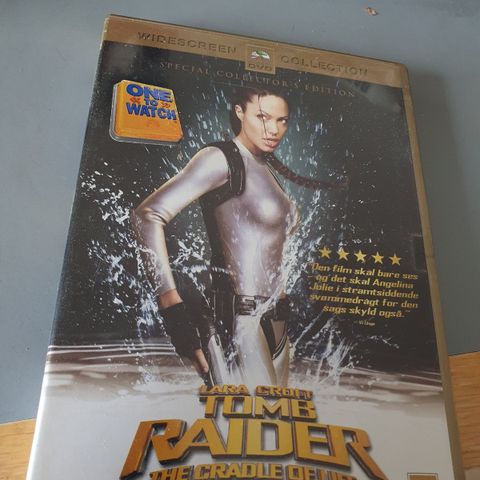 WIDESCREEN DVD COLLECTION
SPECIAL COLLECTOR'S EDITION
ONE
TO
WATCH
"Den film skal bare ses
- og det skal Angelina
Jolie i stramtsiddende
svømmedragt for den
sags skyld også."
LARA CROFT
TOMB
RAIDER
THE CRADLE OF